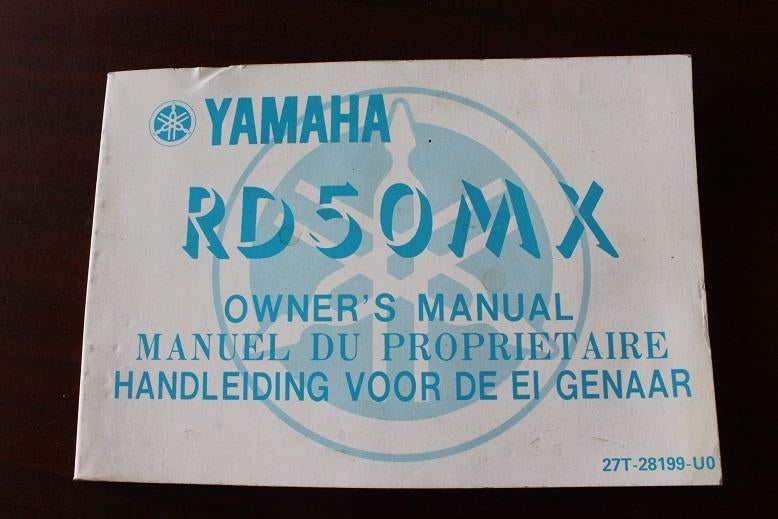 YAMAHA
RD50MX
OWNER'S MANUAL
MANUEL DU PROPRIETAIRE
HANDLEIDING VOOR DE EI GENAAR
27T-28199-U0